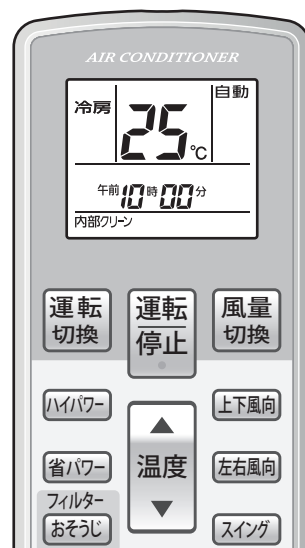 AIR CONDITIONER
冷房
25℃
自動
午前10時00分
内部クリーン
運転切換
運転停止
風量切換
ハイパワー
上下風向
省パワー
温度
左右風向
フィルター
おそうじ
スイング